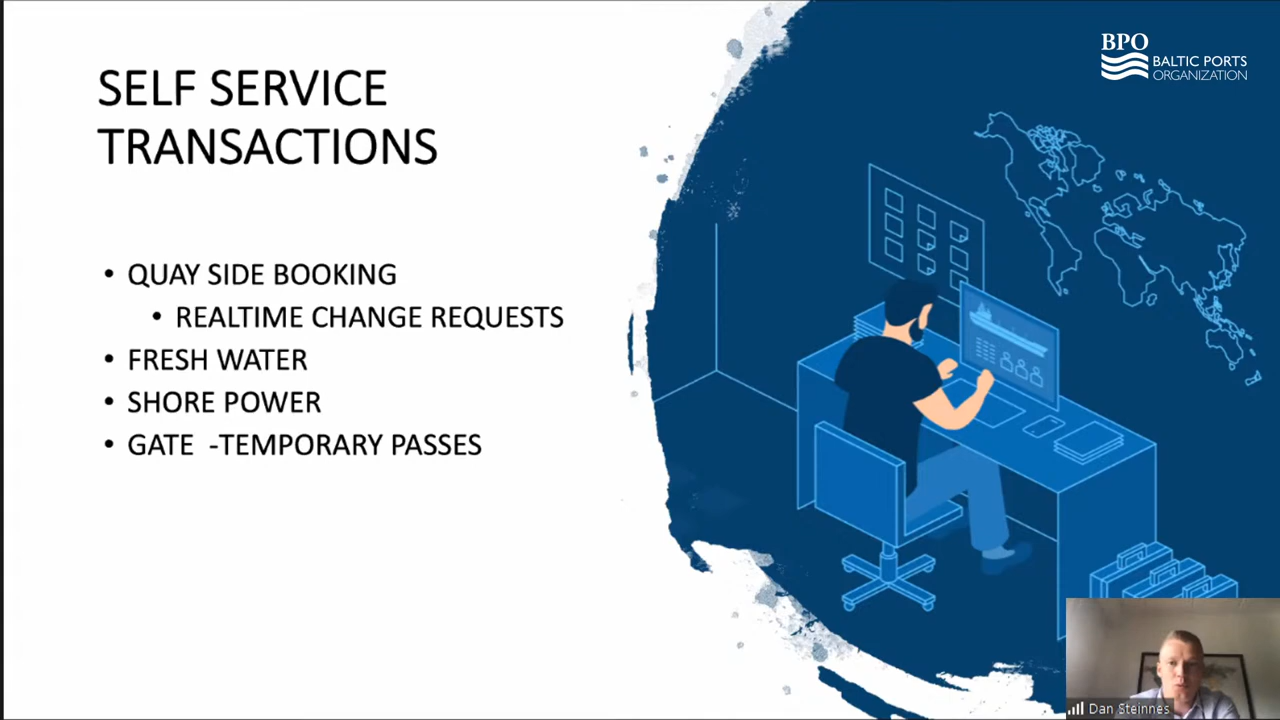 BPO
BALTIC PORTS
ORGANIZATION
SELF SERVICE
TRANSACTIONS
• QUAY SIDE BOOKING
• REALTIME CHANGE REQUESTS
• FRESH WATER
• SHORE POWER
• GATE -TEMPORARY PASSES
Dan Steinnes